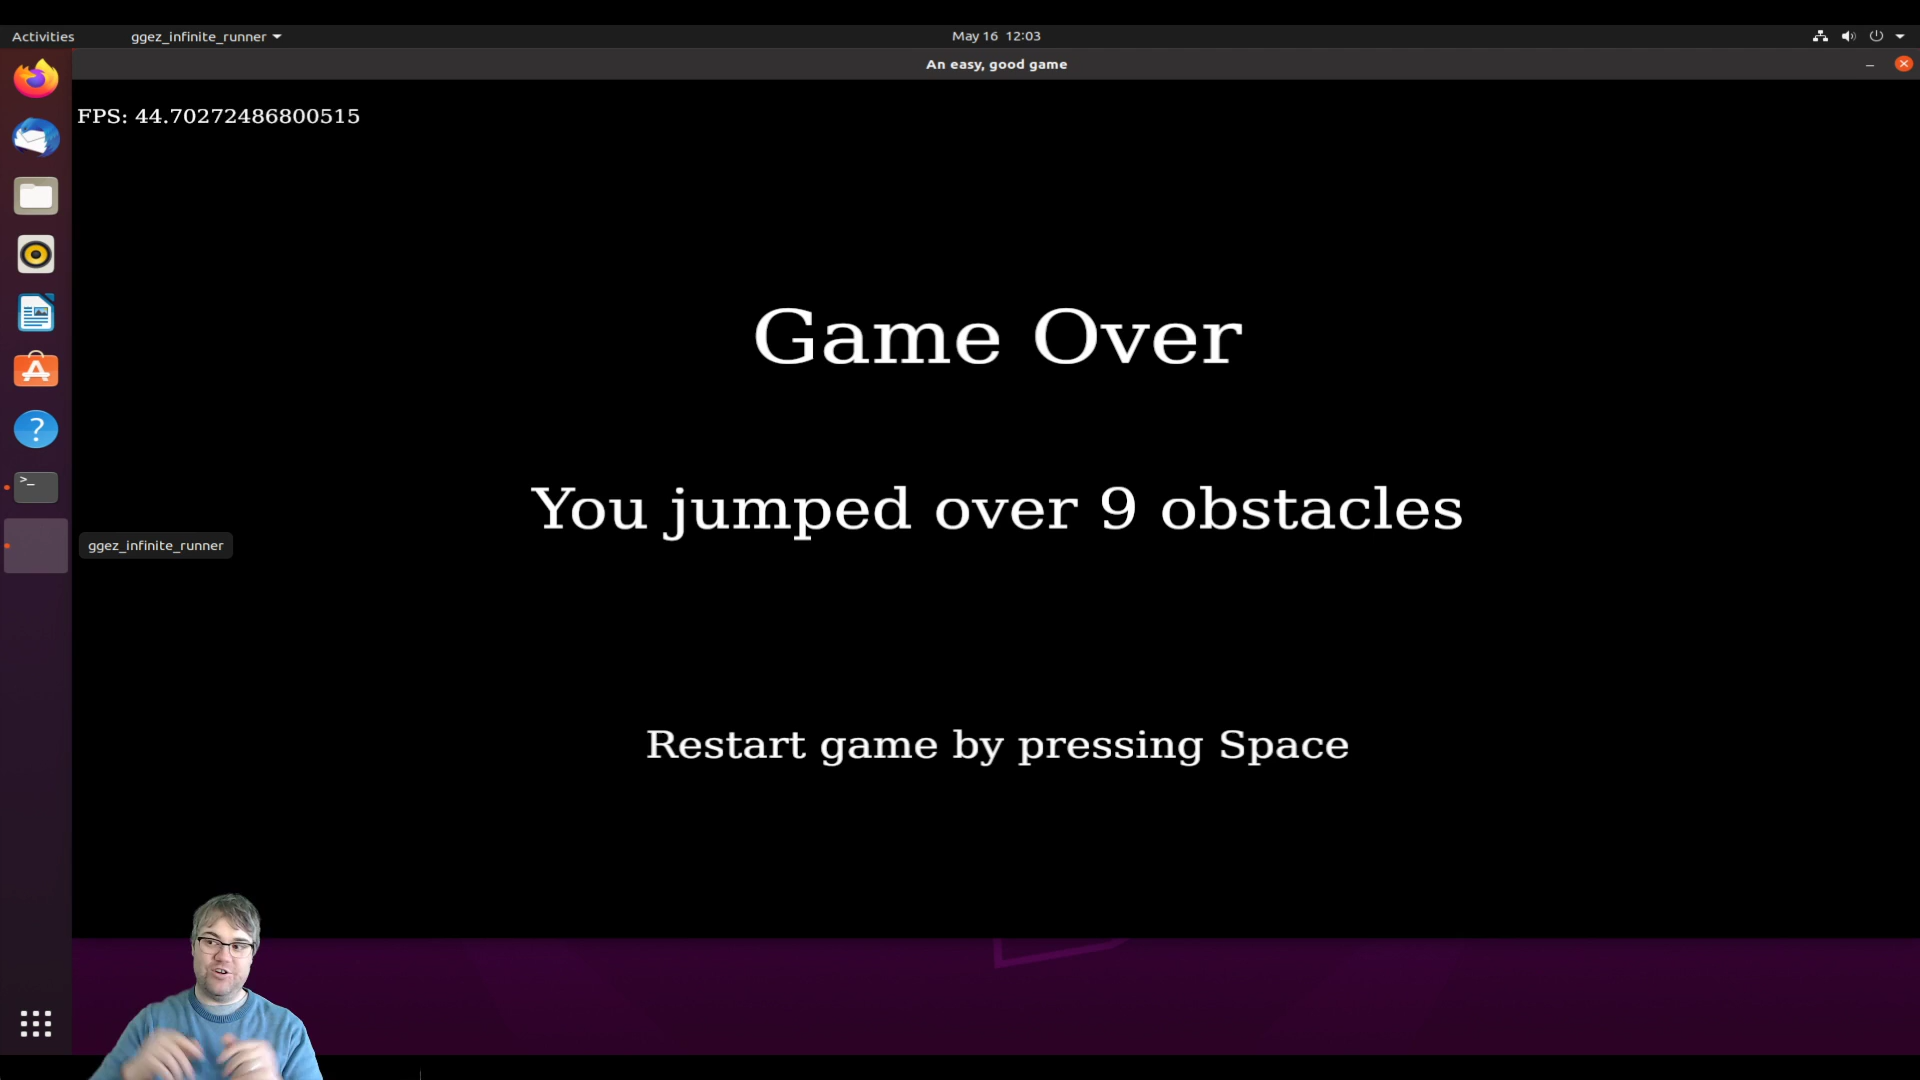 Activities
ggez_infinite_runner
May 16 12:03
An easy, good game
FPS: 44.70272486800515
Game Over
You jumped over 9 obstacles
ggez_infinite_runner
Restart game by pressing Space